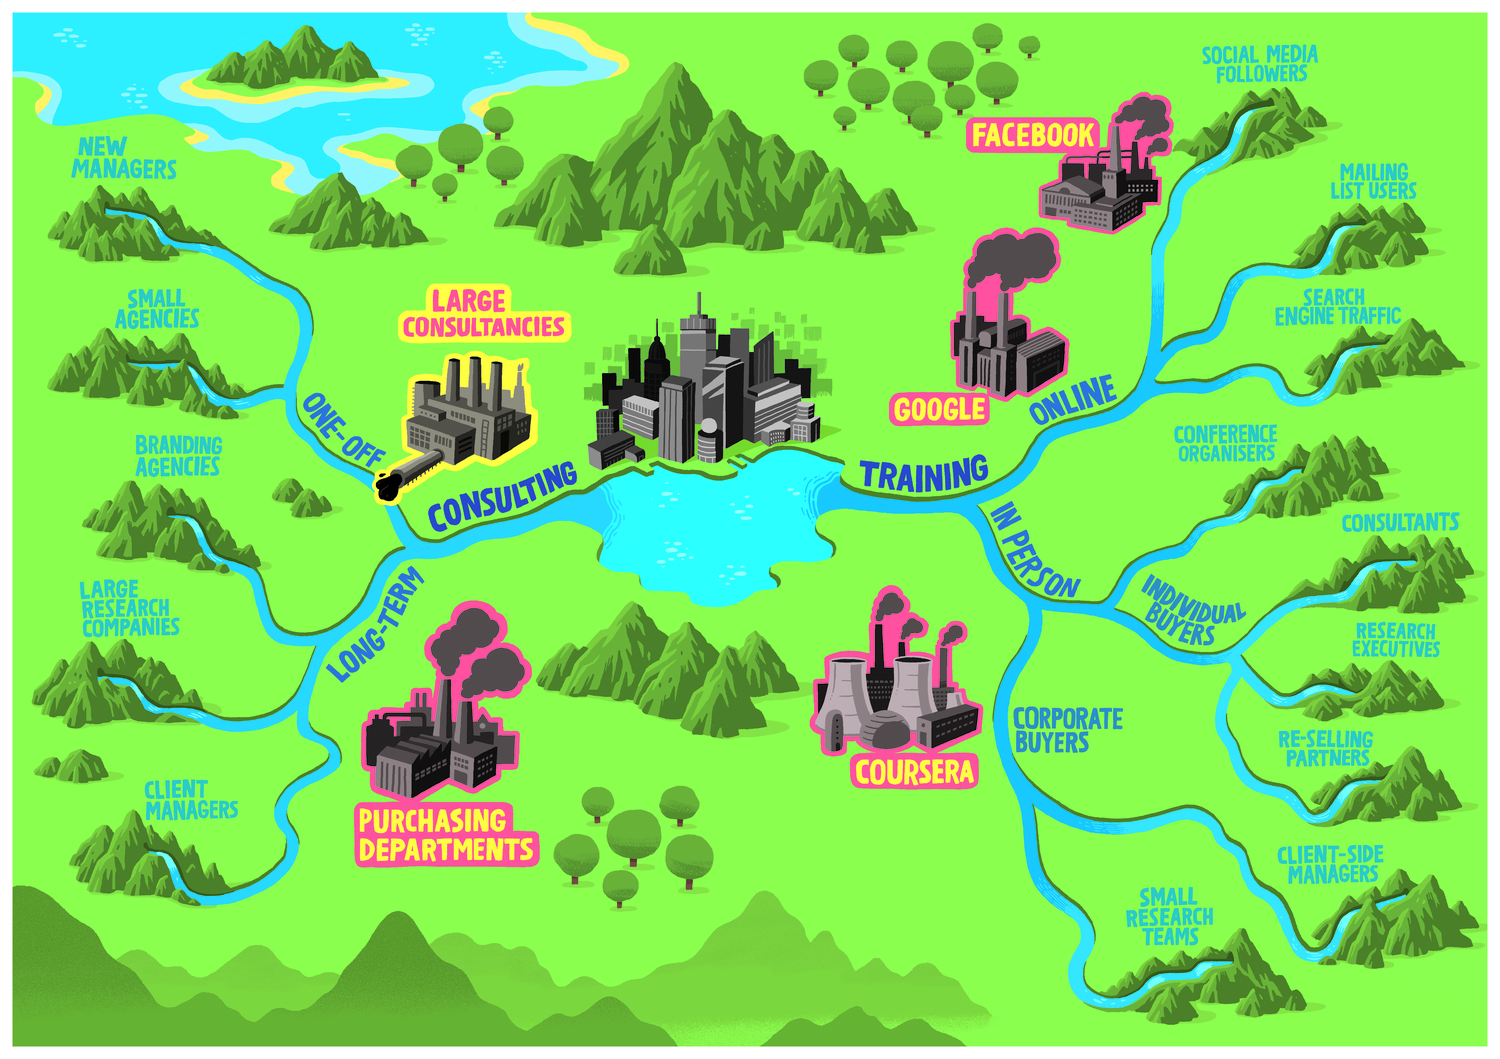 SOCIAL MEDIA
FOLLOWERS
FACEBOOK
NEW
MANAGERS
MAILING
LIST USERS
SMALL
AGENCIES
LARGE
CONSULTANCIES
SEARCH
ENGINE TRAFFIC
GOOGLE
ONLINE
ONE-OFF
BRANDING
AGENCIES
CONSULTING
TRAINING
CONFERENCE
ORGANISERS
IN PERSON
CONSULTANTS
LARGE
RESEARCH
COMPANIES
LONG-TERM
INDIVIDUAL
BUYERS
RESEARCH
EXECUTIVES
CORPORATE
BUYERS
RE-SELLING
PARTNERS
COURSERA
CLIENT
MANAGERS
PURCHASING
DEPARTMENTS
CLIENT-SIDE
MANAGERS
SMALL
RESEARCH
TEAMS